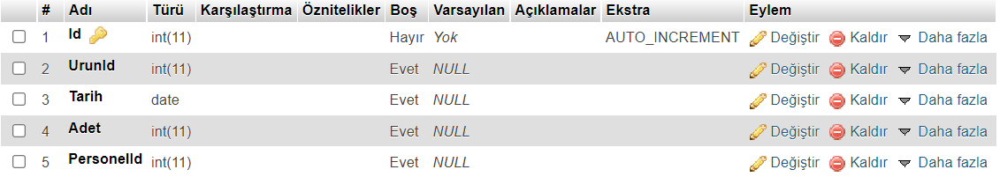 # Adı Türü Karşılaştırma Öznitelikler Boş Varsayılan Açıklamalar Ekstra Eylem
1 Id int(11) Hayır Yok AUTO_INCREMENT Değiştir Kaldır Daha fazla
2 UrunId int(11) Evet NULL Değiştir Kaldır Daha fazla
3 Tarih date Evet NULL Değiştir Kaldır Daha fazla
4 Adet int(11) Evet NULL Değiştir Kaldır Daha fazla
5 PersonelId int(11) Evet NULL Değiştir Kaldır Daha fazla